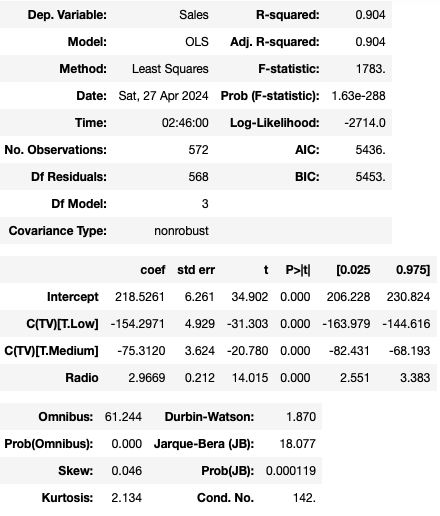 Dep. Variable: Sales R-squared: 0.904
Model: OLS Adj. R-squared: 0.904
Method: Least Squares F-statistic: 1783.
Date: Sat, 27 Apr 2024 Prob (F-statistic): 1.63e-288
Time: 02:46:00 Log-Likelihood: -2714.0
No. Observations: 572 AIC: 5436.
Df Residuals: 568 BIC: 5453.
Df Model: 3
Covariance Type: nonrobust
coef std err t P>|t| [0.025 0.975]
Intercept 218.5261 6.261 34.902 0.000 206.228 230.824
C(TV)[T.Low] -154.2971 4.929 -31.303 0.000 -163.979 -144.616
C(TV)[T.Medium] -75.3120 3.624 -20.780 0.000 -82.431 -68.193
Radio 2.9669 0.212 14.015 0.000 2.551 3.383
Omnibus: 61.244 Durbin-Watson: 1.870
Prob(Omnibus): 0.000 Jarque-Bera (JB): 18.077
Skew: 0.046 Prob(JB): 0.000119
Kurtosis: 2.134 Cond. No. 142.